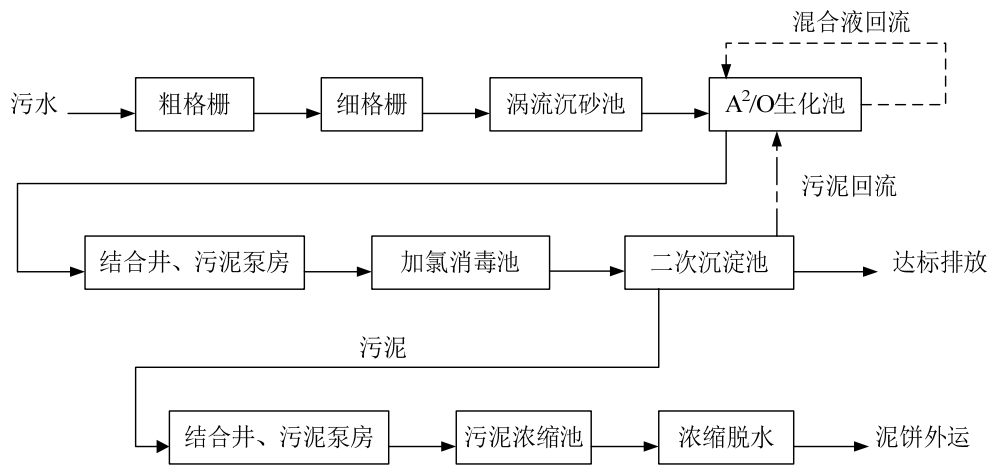 混合液回流
污水
粗格栅
细格栅
涡流沉砂池
A²/O生化池
污泥回流
结合井、污泥泵房
加氯消毒池
二次沉淀池
达标排放
污泥
结合井、污泥泵房
污泥浓缩池
浓缩脱水
泥饼外运